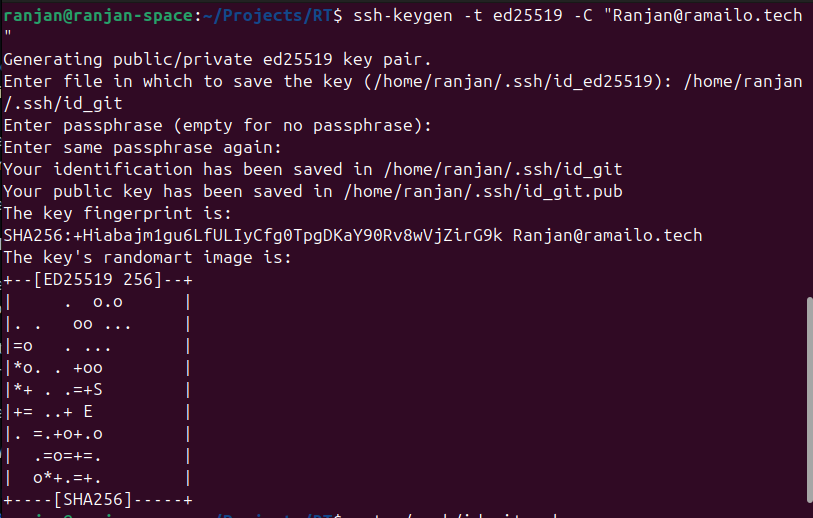 ranjan@ranjan-space:~/Projects/RT$ ssh-keygen -t ed25519 -C "Ranjan@ramailo.tech
"
Generating public/private ed25519 key pair.
Enter file in which to save the key (/home/ranjan/.ssh/id_ed25519): /home/ranjan
/.ssh/id_git
Enter passphrase (empty for no passphrase):
Enter same passphrase again:
Your identification has been saved in /home/ranjan/.ssh/id_git
Your public key has been saved in /home/ranjan/.ssh/id_git.pub
The key fingerprint is:
SHA256:+Hiabajm1gu6LfULIyCfg0TpgDKaY90Rv8wVjZirG9k Ranjan@ramailo.tech
The key's randomart image is:
+--[ED25519 256]--+
|      .  o.o      |
|. .   oo ...     |
|=o   . ...       |
|*o. . +oo        |
|*+ . .=+S        |
|+= ..+ E         |
|. =.+o+.o        |
|  .=o=+=.        |
|  o*+.=+.        |
+----[SHA256]-----+